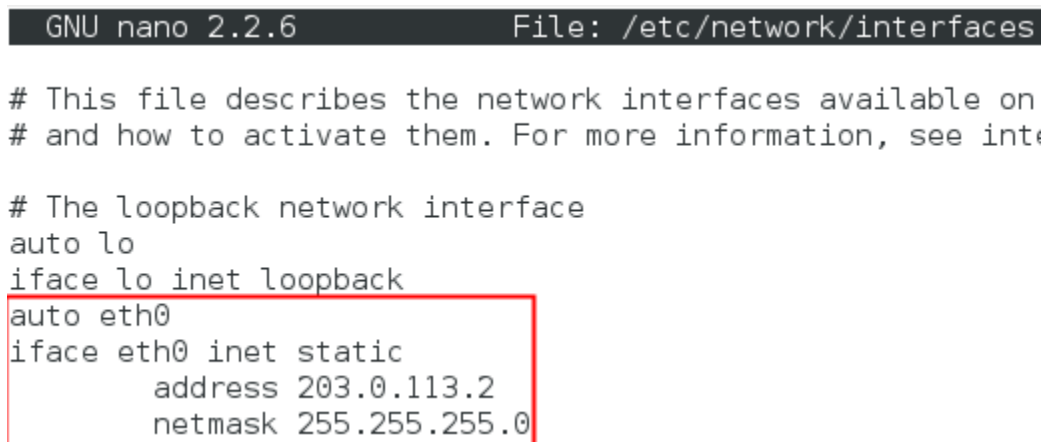 GNU nano 2.2.6 File: /etc/network/interfaces
# This file describes the network interfaces available on
# and how to activate them. For more information, see
# The loopback network interface
auto lo
iface lo inet loopback
auto eth0
iface eth0 inet static
address 203.0.113.2
netmask 255.255.255.0